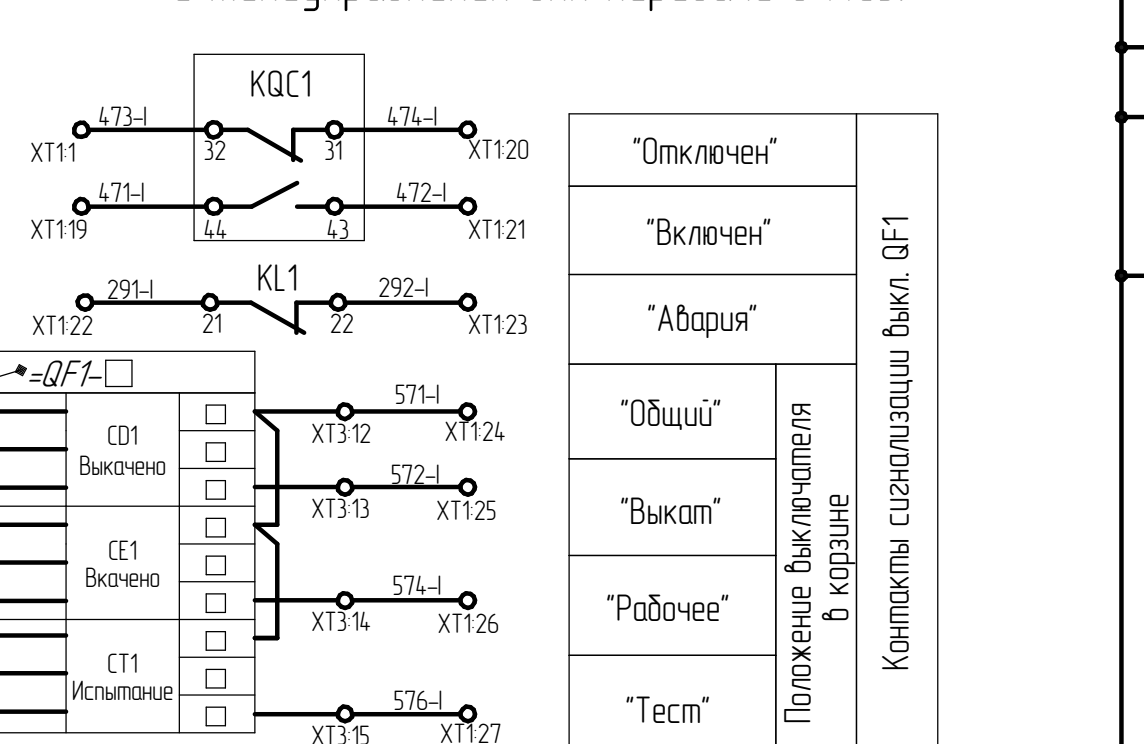 KQC1
473-I
474-I
XT1:1
32
31
XT1:20
471-I
472-I
XT1:19
44
43
XT1:21
KL1
291-I
292-I
XT1:22
21
22
XT1:23
=QF1-
CD1
Выкачено
CE1
Вкачено
CT1
Испытание
571-I
XT3:12
XT1:24
572-I
XT3:13
XT1:25
574-I
XT3:14
XT1:26
576-I
XT3:15
XT1:27
"Отключен"
"Включен"
"Авария"
"Общий"
"Выкат"
"Рабочее"
"Тест"
Положение выключателя
в корзине
Контакты сигнализации выкл. QF1